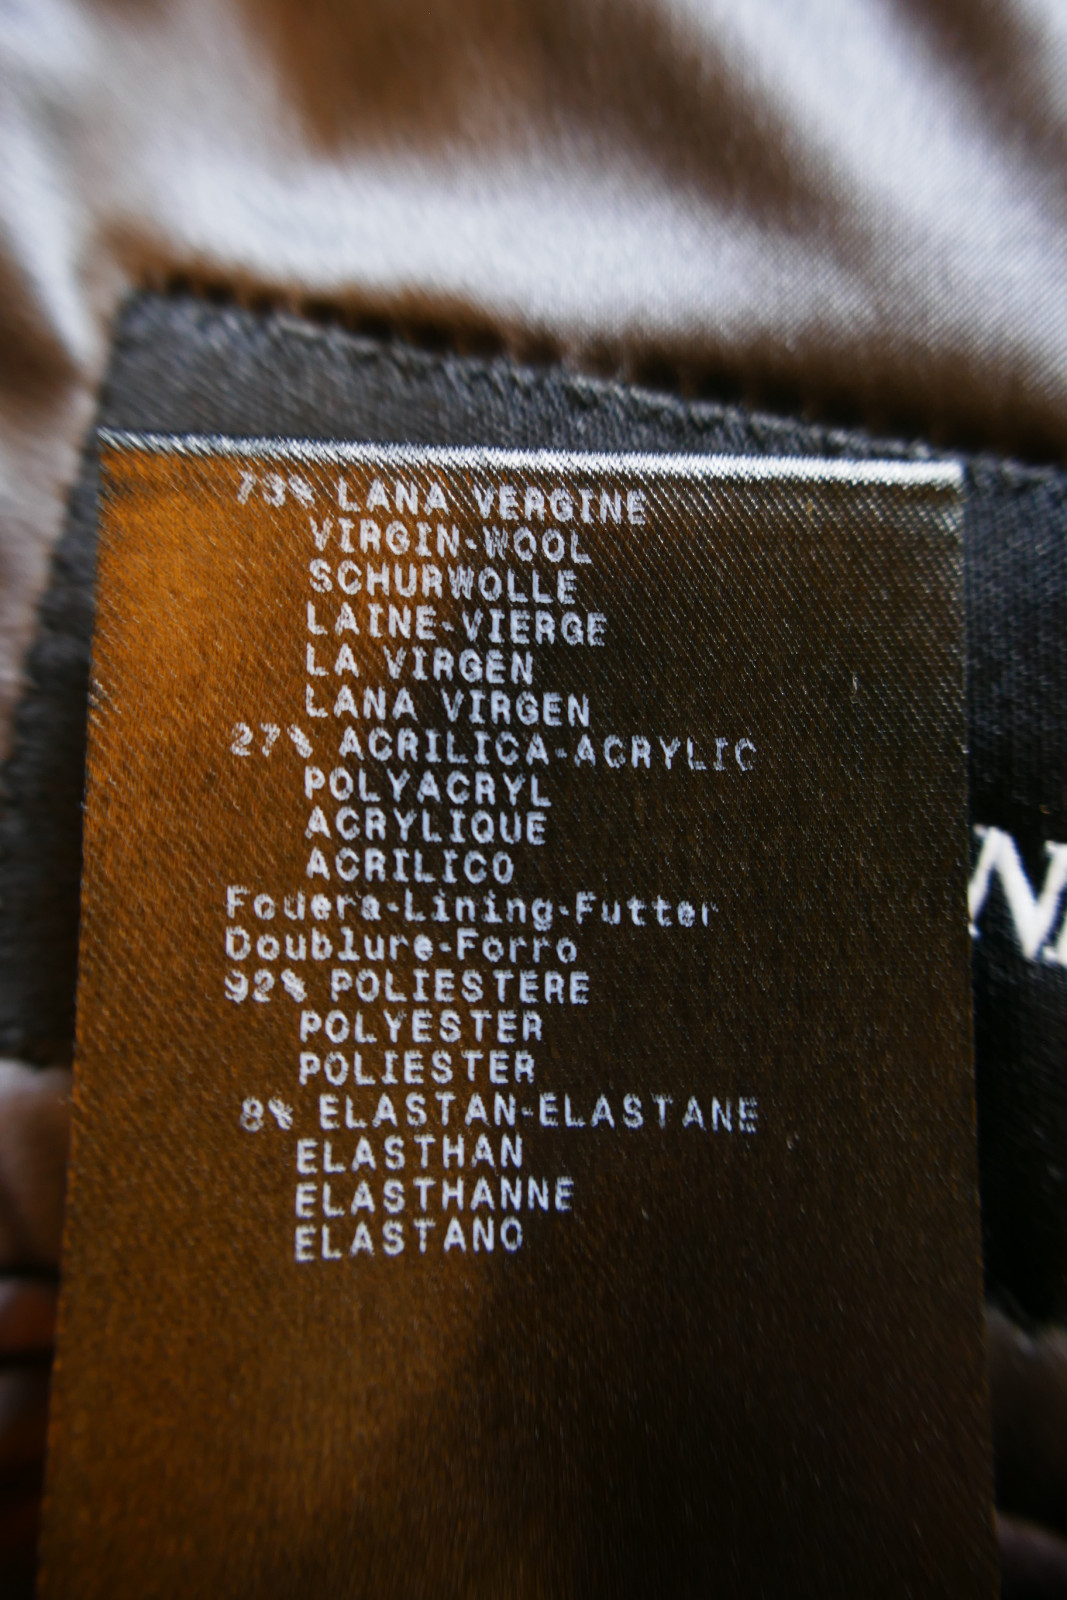 73% LANA VERGINE
VIRGIN-WOOL
SCHURWOLLE
LAINE-VIERGE
LA VIRGEN
LANA VIRGEN
27% ACRILICA-ACRYLIC
POLYACRYL
ACRYLIQUE
ACRILICO
Fodera-Lining-Futter
Doublure-Forro
92% POLIESTERE
POLYESTER
POLIESTER
8% ELASTAN-ELASTANE
ELASTHAN
ELASTHANNE
ELASTANO